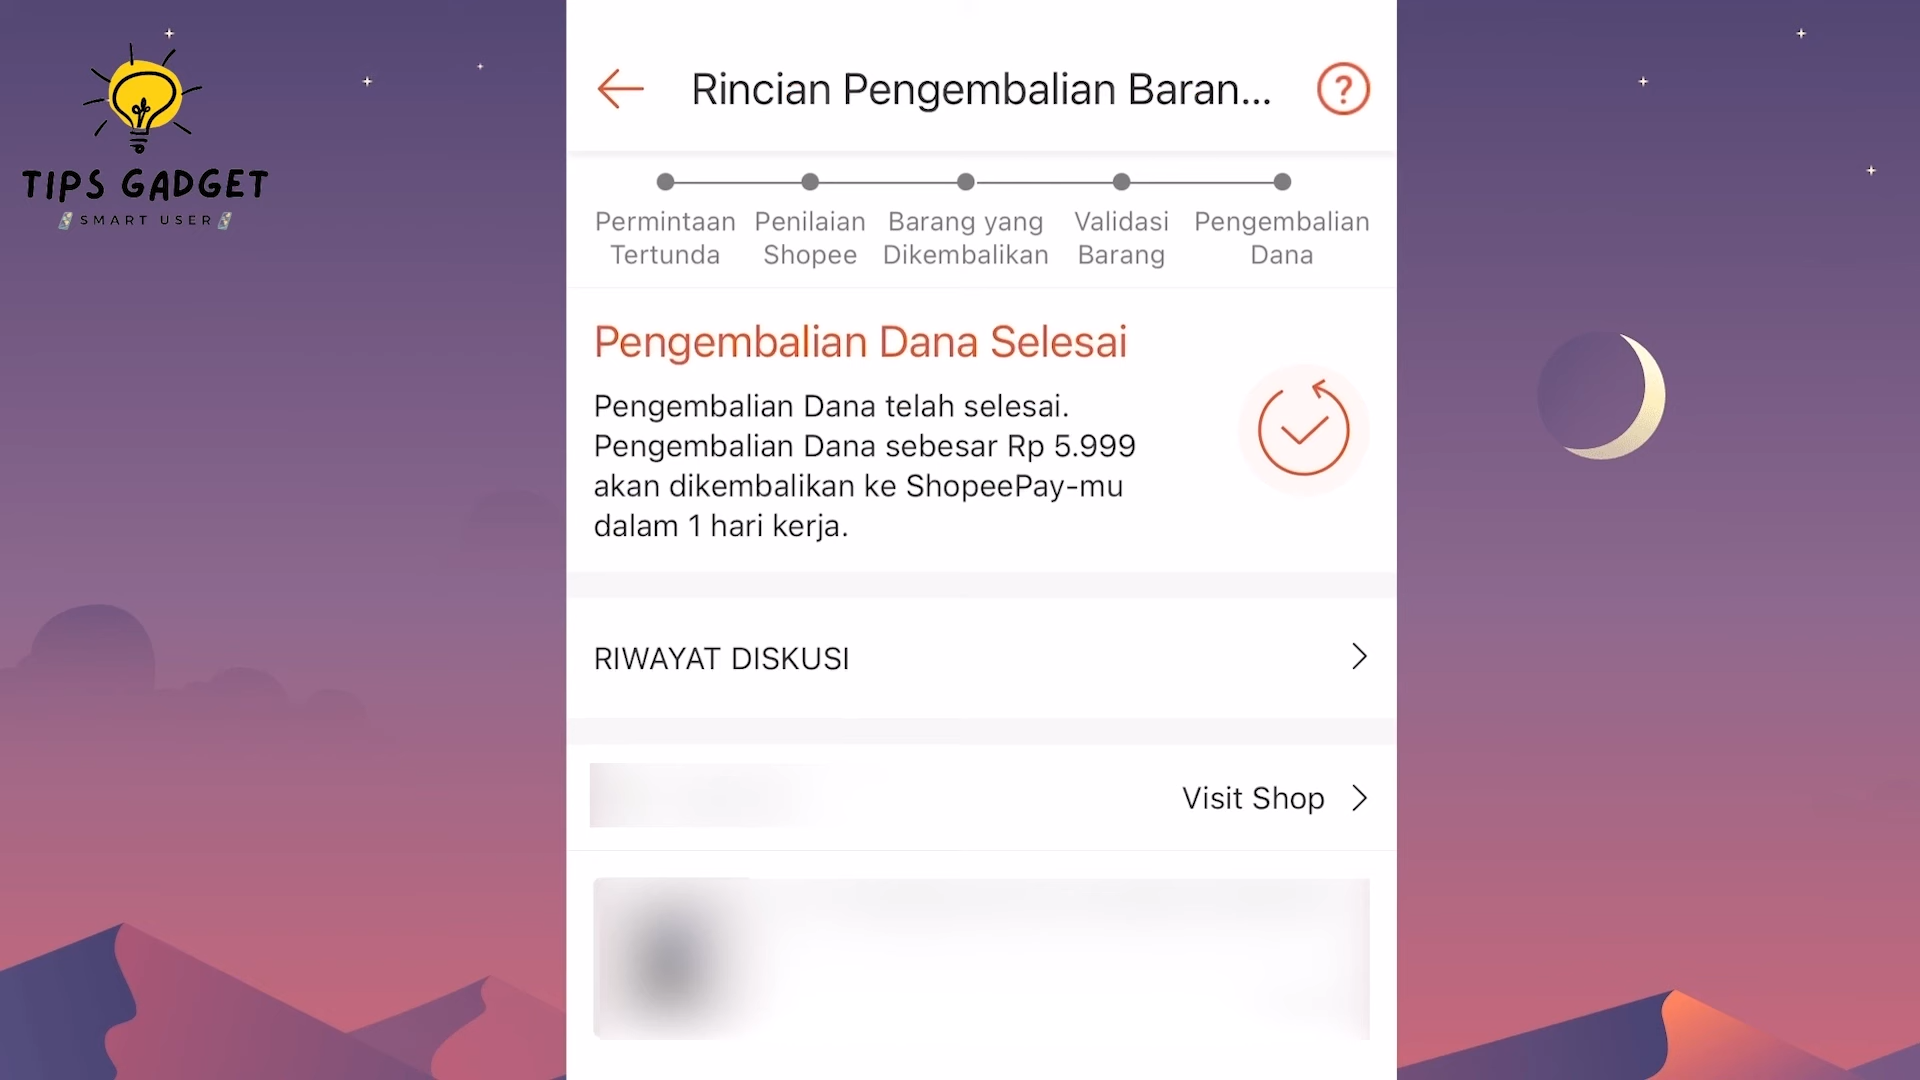 TIPS GADGET
SMART USER
Rincian Pengembalian Baran...
?
Permintaan Tertunda
Penilaian Shopee
Barang yang Dikembalikan
Validasi Barang
Pengembalian Dana
Pengembalian Dana Selesai
Pengembalian Dana telah selesai.
Pengembalian Dana sebesar Rp 5.999
akan dikembalikan ke ShopeePay-mu
dalam 1 hari kerja.
RIWAYAT DISKUSI
Visit Shop